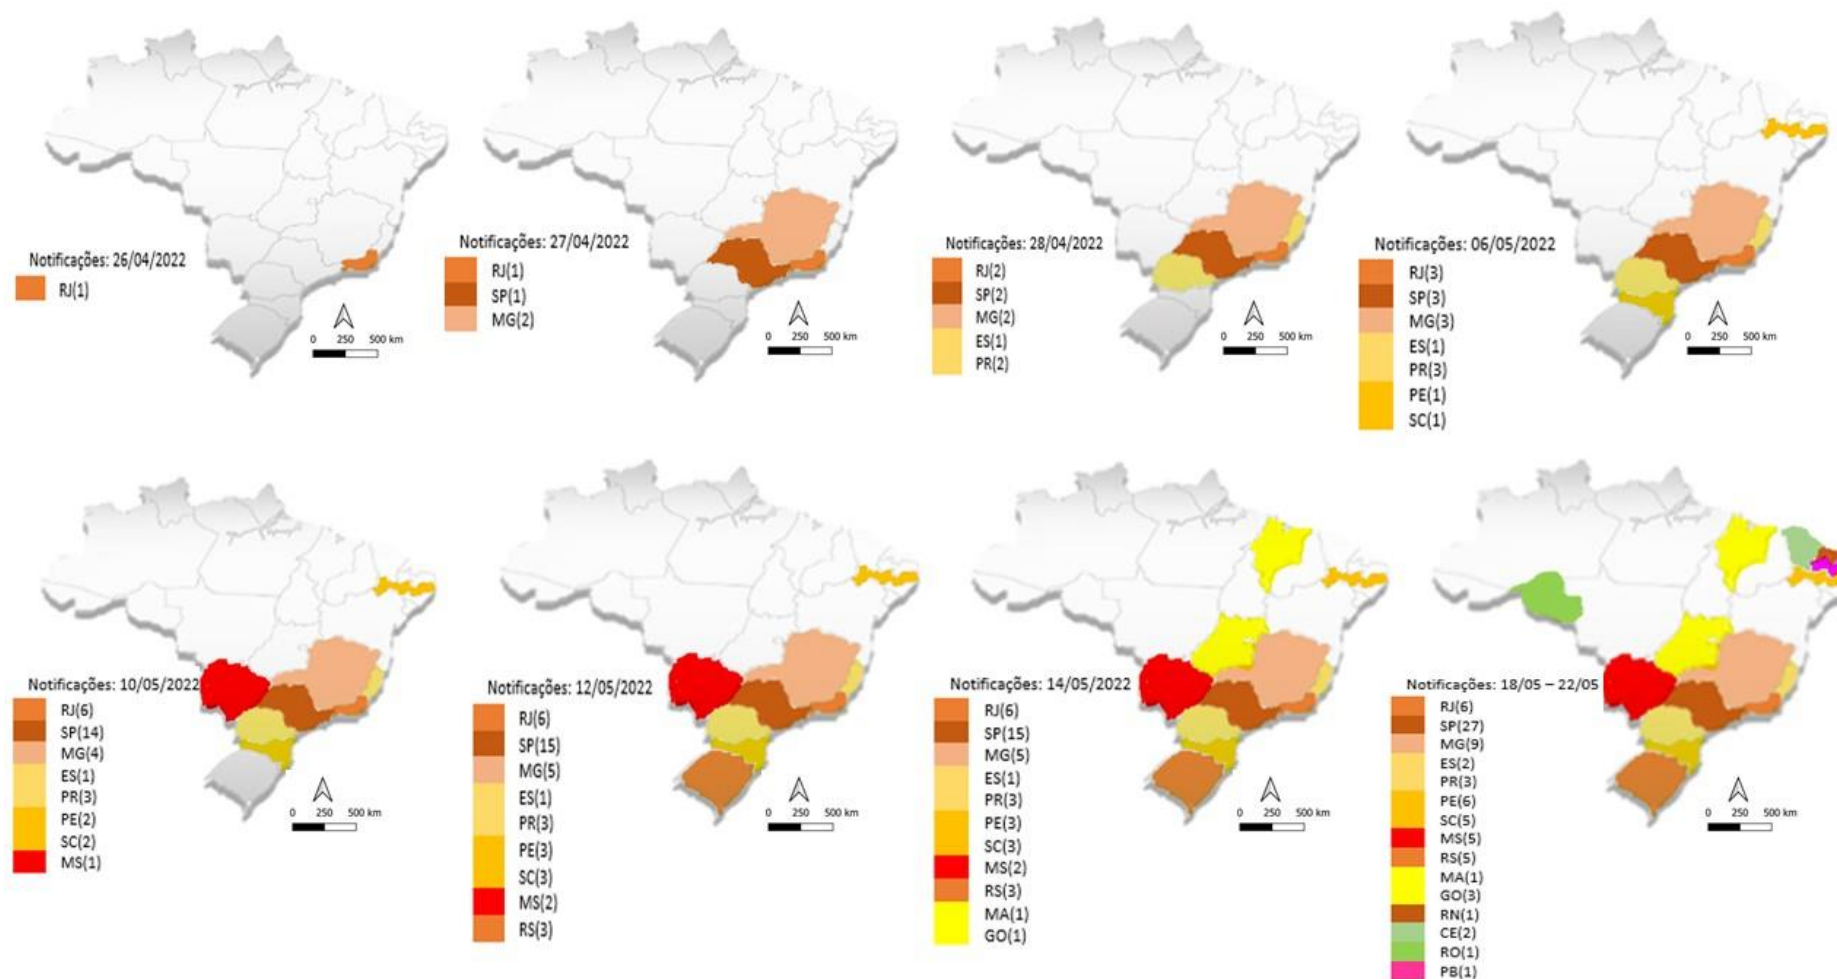 Notificações: 26/04/2022
RJ(1)
0 250 500 km
Notificações: 27/04/2022
RJ(1)
SP(1)
MG(2)
0 250 500 km
Notificações: 28/04/2022
RJ(2)
SP(2)
MG(2)
ES(1)
PR(2)
0 250 500 km
Notificações: 06/05/2022
RJ(3)
SP(3)
MG(3)
ES(1)
PR(3)
PE(1)
SC(1)
0 250 500 km
Notificações: 10/05/2022
RJ(6)
SP(14)
MG(4)
ES(1)
PR(3)
PE(2)
SC(2)
MS(1)
0 250 500 km
Notificações: 12/05/2022
RJ(6)
SP(15)
MG(5)
ES(1)
PR(3)
PE(3)
SC(3)
MS(2)
RS(3)
0 250 500 km
Notificações: 14/05/2022
RJ(6)
SP(15)
MG(5)
ES(1)
PR(3)
PE(3)
SC(3)
MS(2)
RS(3)
MA(1)
GO(1)
0 250 500 km
Notificações: 18/05 – 22/05
RJ(6)
SP(27)
MG(9)
ES(2)
PR(3)
PE(6)
SC(5)
MS(5)
RS(5)
MA(1)
GO(3)
RN(1)
CE(2)
RO(1)
PB(1)
0 250 500 km